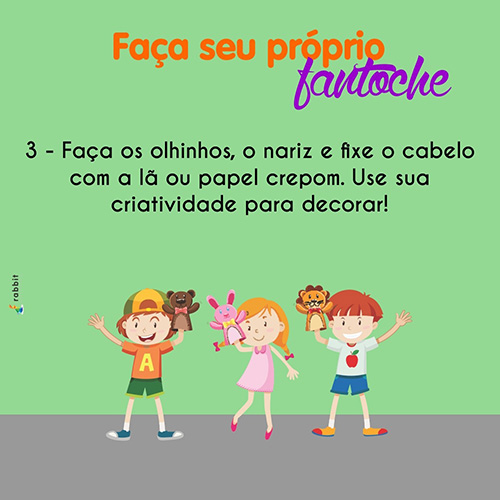 Faça seu próprio
fantoche
3 - Faça os olhinhos, o nariz e fixe o cabelo
com a lã ou papel crepom. Use sua
criatividade para decorar!
rabbit
A